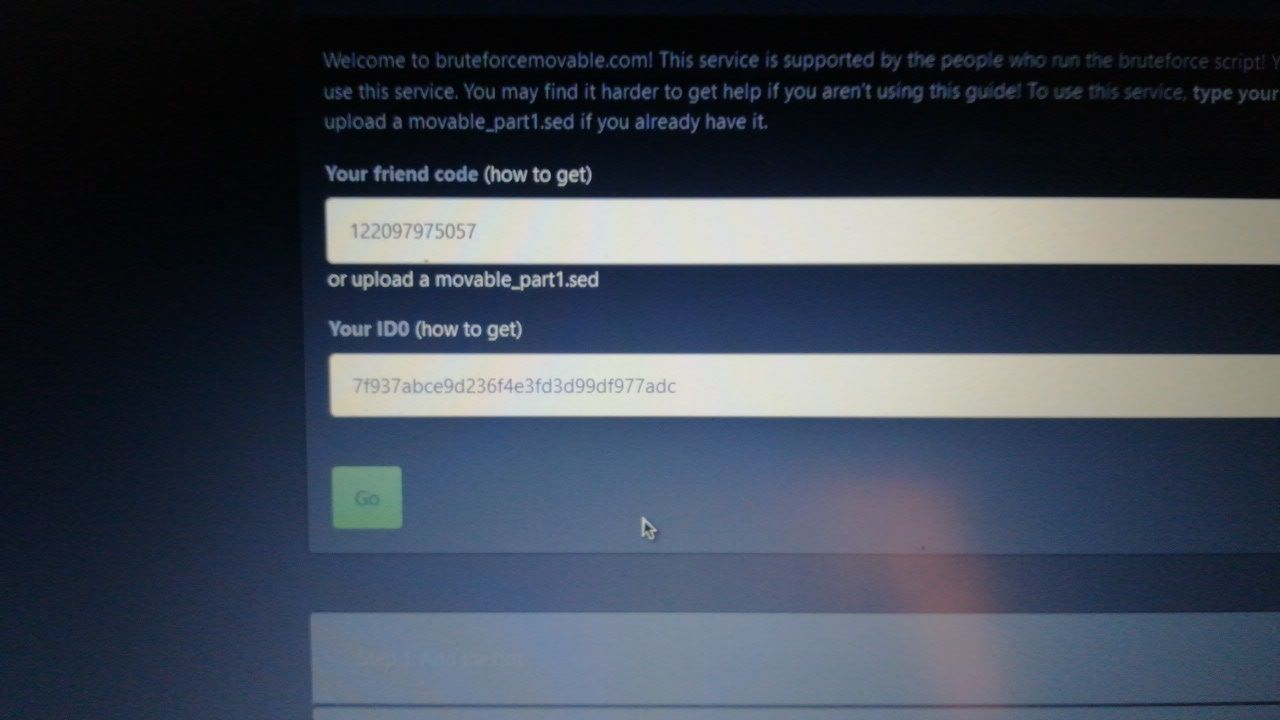 Welcome to bruteforcemovable.com! This service is supported by the people who run the bruteforce script! Y
use this service. You may find it harder to get help if you aren't using this guide! To use this service, type your
upload a movable_part1.sed if you already have it.
Your friend code (how to get)
122097975057
or upload a movable_part1.sed
Your ID0 (how to get)
7f937abce9d236f4e3fd3d99df977adc
Go
Step 1: Add the bot